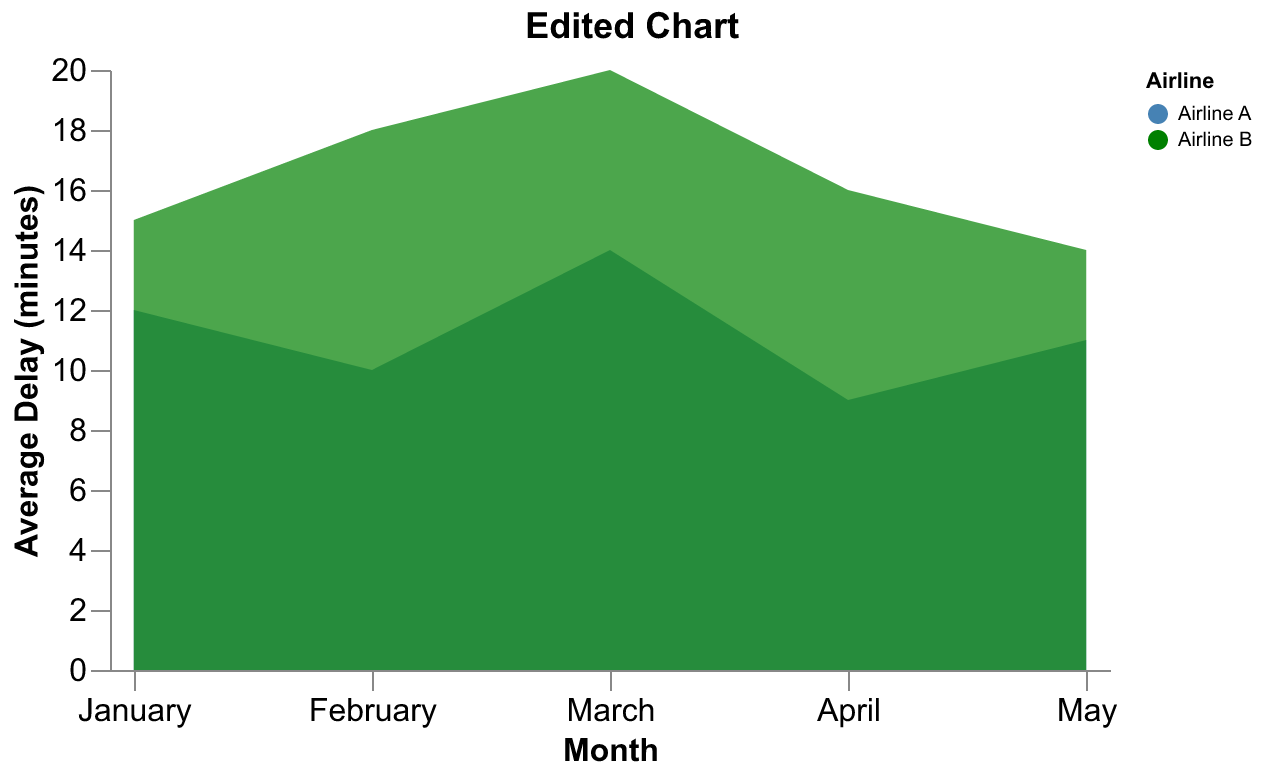 Edited Chart
20
18
16
14
12
10
8
6
4
2
0
Average Delay (minutes)
January
February
March
April
May
Month
Airline
Airline A
Airline B